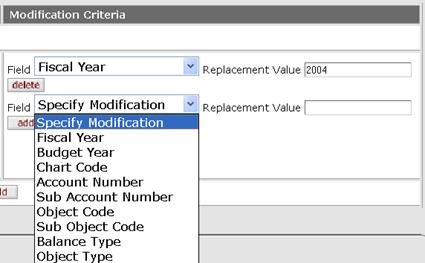 Modification Criteria
Field Fiscal Year Replacement Value 2004
delete
Field Specify Modification Replacement Value
add
Specify Modification
Fiscal Year
Budget Year
Chart Code
Account Number
Sub Account Number
Object Code
Sub Object Code
Balance Type
Object Type